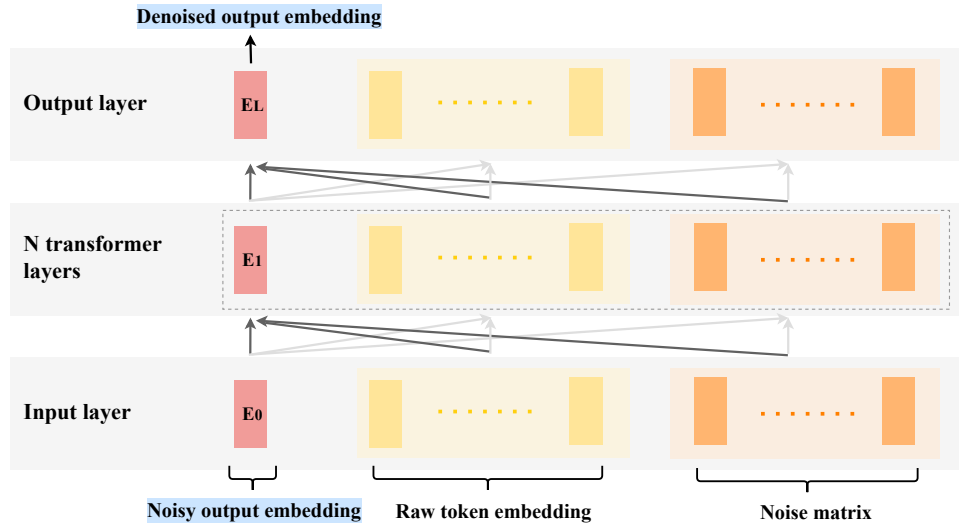 Denoised output embedding
Output layer
EL
N transformer
layers
E1
Input layer
E0
Noisy output embedding
Raw token embedding
Noise matrix